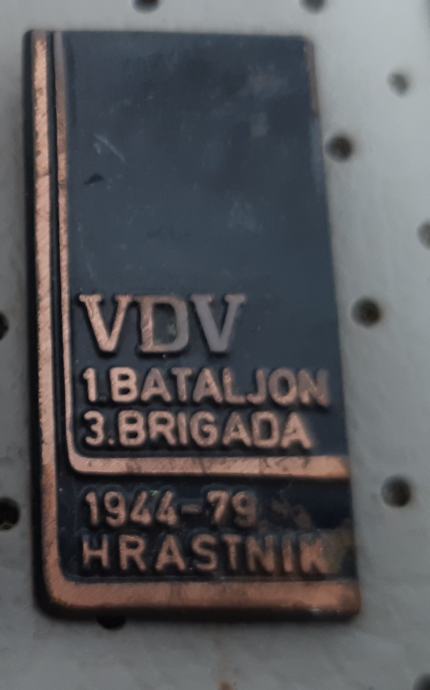 VDV
1.BATALJON
3.BRIGADA
1944-79
HRASTNIK